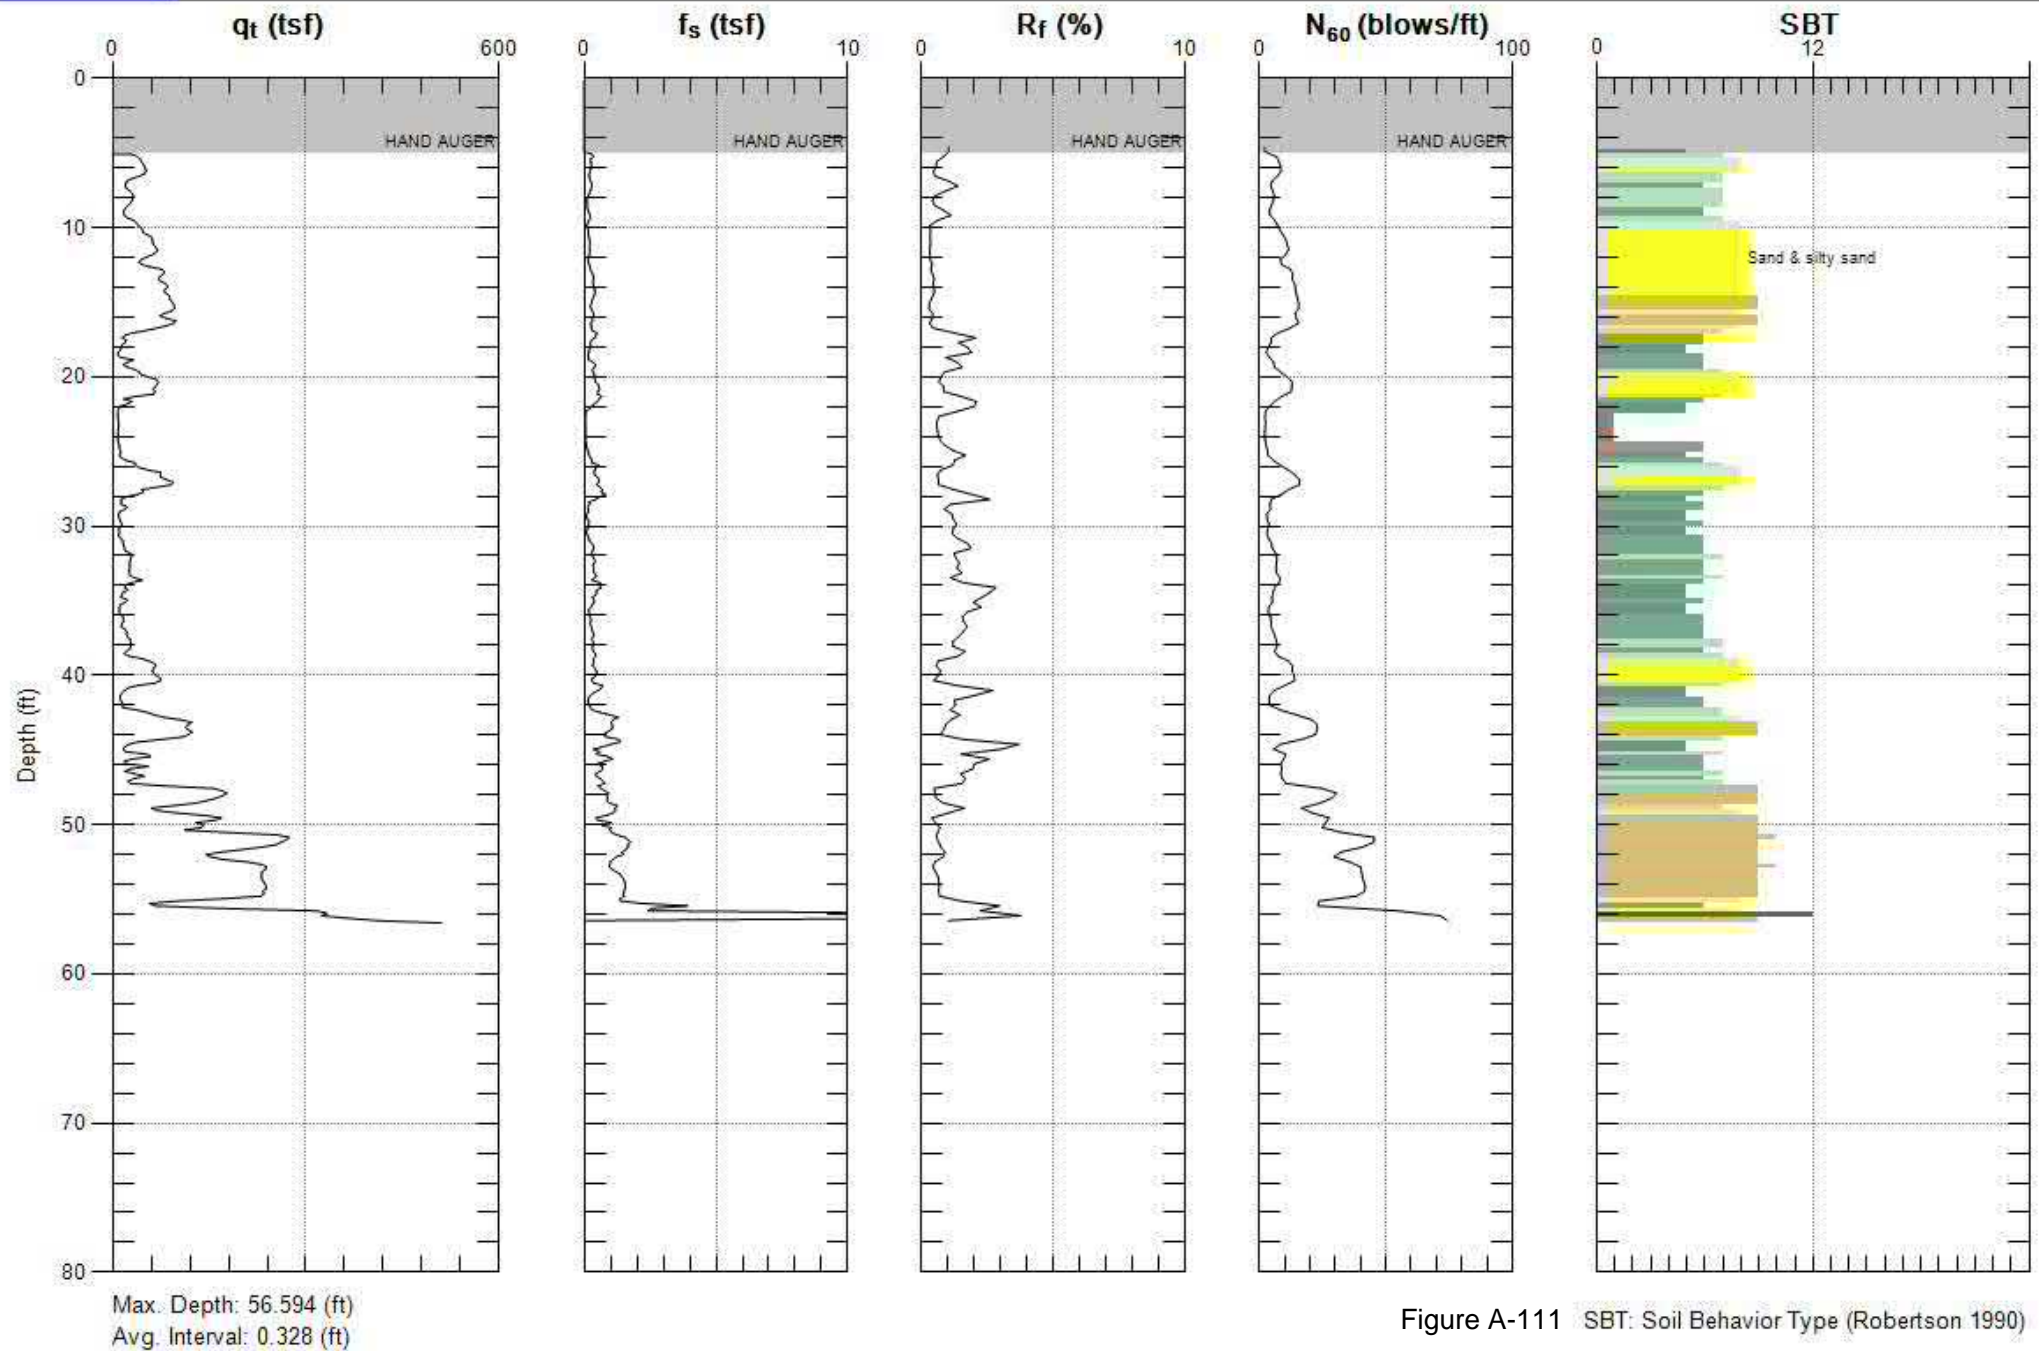 qt (tsf) fs (tsf) Rf (%) N60 (blows/ft) SBT
0 600 0 10 0 10 0 100 0 12
0
HAND AUGER HAND AUGER HAND AUGER HAND AUGER
10
Sand & silty sand
20
30
40
Depth (ft)
50
60
70
80
Max. Depth: 56.594 (ft)
Avg. Interval: 0.328 (ft)
Figure A-111 SBT: Soil Behavior Type (Robertson 1990)